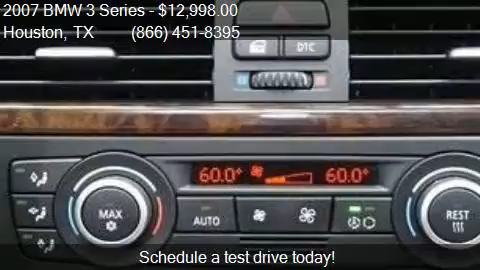 2007 BMW 3 Series - $12,998.00
Houston, TX (866) 451-8395
DTC
60.0° 60.0°
MAX
AUTO
REST
Schedule a test drive today!